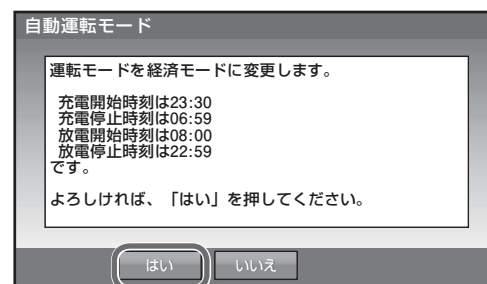 自動運転モード
運転モードを経済モードに変更します。
充電開始時刻は23:30
充電停止時刻は06:59
放電開始時刻は08:00
放電停止時刻は22:59
です。
よろしければ、「はい」を押してください。
はい いいえ